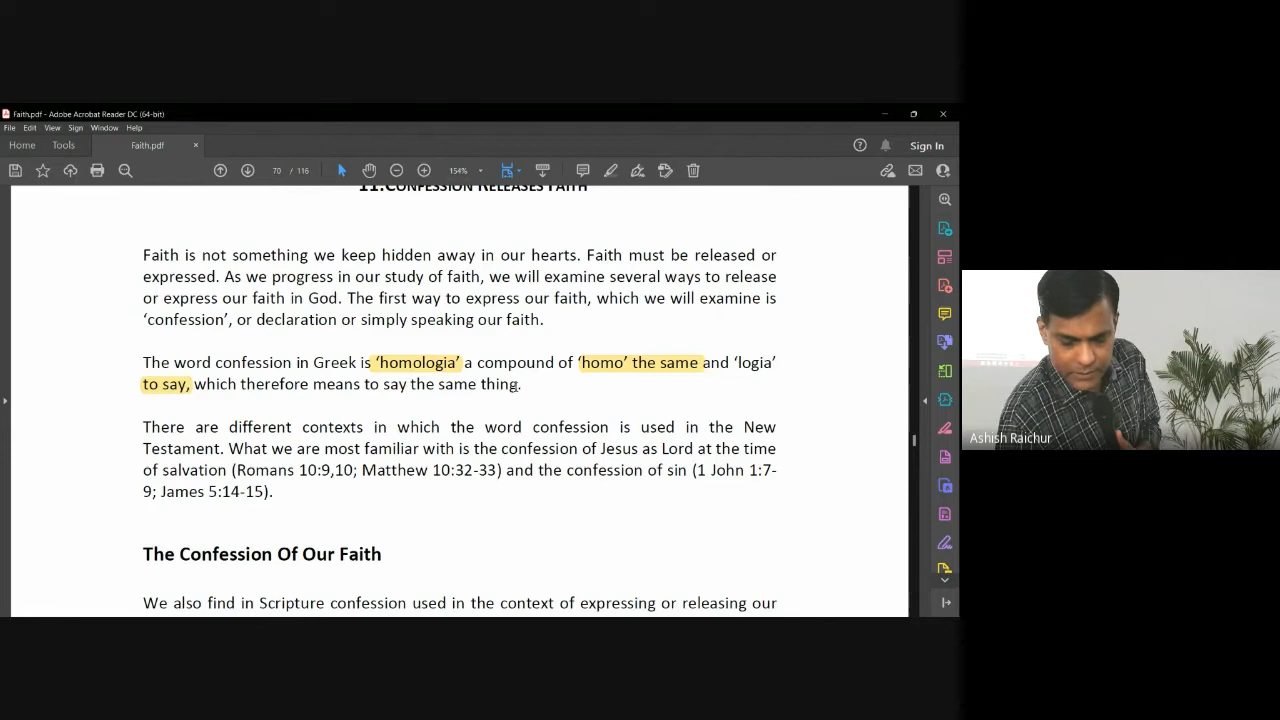 Faith.pdf - Adobe Acrobat Reader DC (64-bit)
File Edit View Sign Window Help
Home Tools Faith.pdf × Sign In
70 / 116 154%
11.CONFESSION RELEASES FAITH
Faith is not something we keep hidden away in our hearts. Faith must be released or
expressed. As we progress in our study of faith, we will examine several ways to release
or express our faith in God. The first way to express our faith, which we will examine is
‘confession’, or declaration or simply speaking our faith.
The word confession in Greek is ‘homologia’ a compound of ‘homo’ the same and ‘logia’
to say, which therefore means to say the same thing.
There are different contexts in which the word confession is used in the New
Testament. What we are most familiar with is the confession of Jesus as Lord at the time
of salvation (Romans 10:9,10; Matthew 10:32-33) and the confession of sin (1 John 1:7-
9; James 5:14-15).
The Confession Of Our Faith
We also find in Scripture confession used in the context of expressing or releasing our
Ashish Raichur